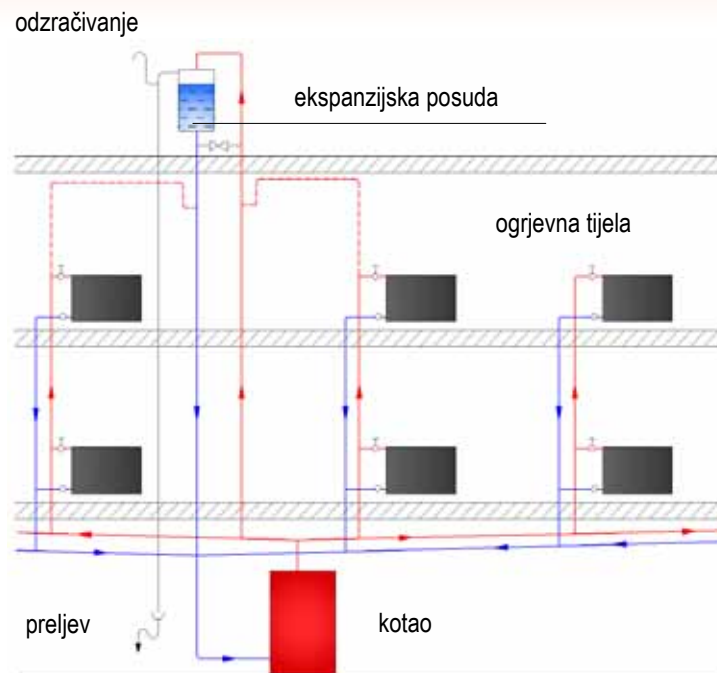 odzračivanje
ekspanzijska posuda
ogrjevna tijela
preljev
kotao